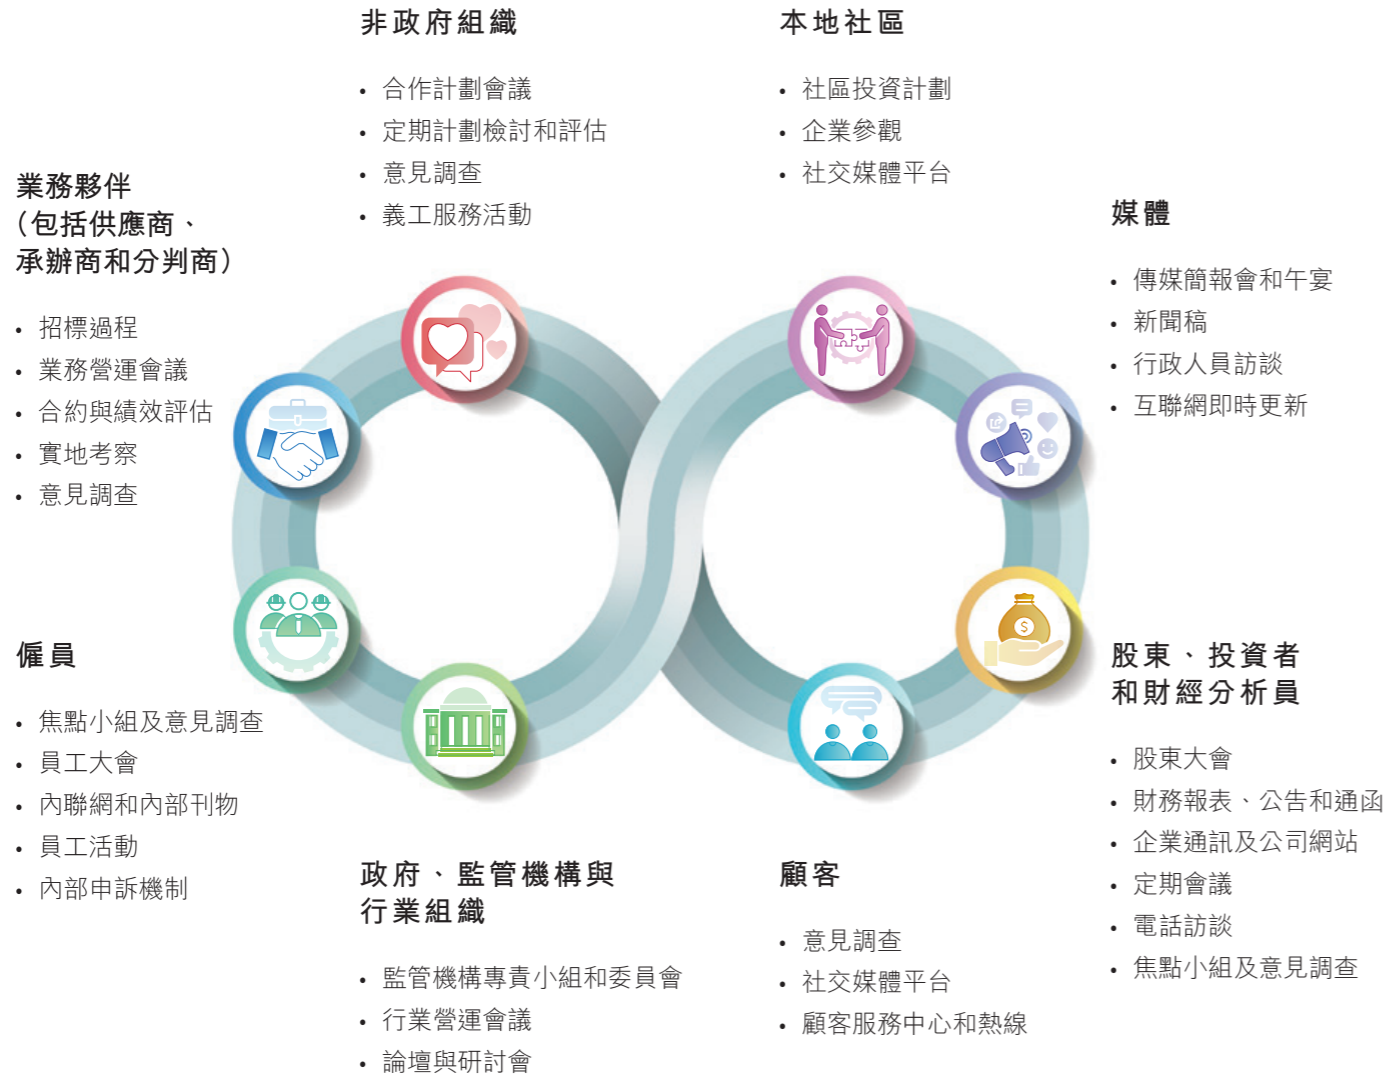 非政府組織
• 合作計劃會議
• 定期計劃檢討和評估
• 意見調查
• 義工服務活動
本地社區
• 社區投資計劃
• 企業參觀
• 社交媒體平台
業務夥伴
（包括供應商、
承辦商和分判商）
• 招標過程
• 業務營運會議
• 合約與績效評估
• 實地考察
• 意見調查
媒體
• 傳媒簡報會和午宴
• 新聞稿
• 行政人員訪談
• 互聯網即時更新
僱員
• 焦點小組及意見調查
• 員工大會
• 內聯網和內部刊物
• 員工活動
• 內部申訴機制
$
股東、投資者
和財經分析員
• 股東大會
• 財務報表、公告和通函
• 企業通訊及公司網站
• 定期會議
• 電話訪談
• 焦點小組及意見調查
政府、監管機構與
行業組織
• 監管機構專責小組和委員會
• 行業營運會議
• 論壇與研討會
顧客
• 意見調查
• 社交媒體平台
• 顧客服務中心和熱線